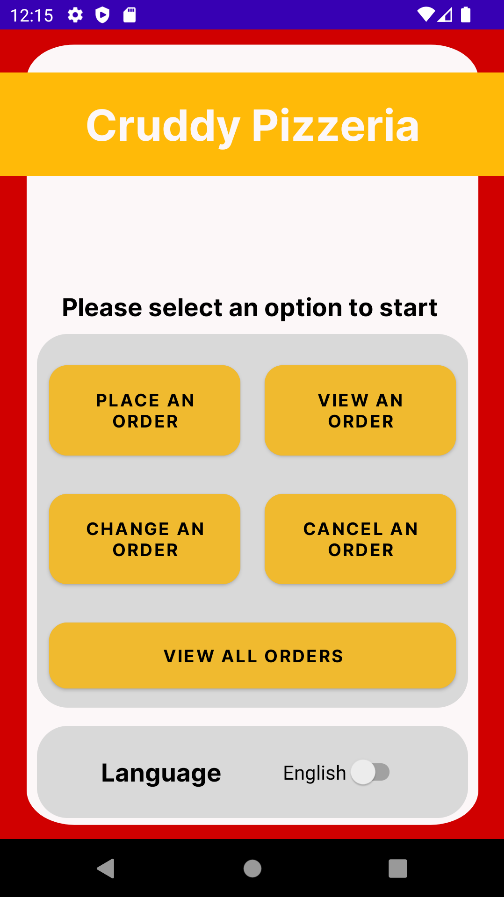 12:15
Cruddy Pizzeria
Please select an option to start
PLACE AN
ORDER
VIEW AN
ORDER
CHANGE AN
ORDER
CANCEL AN
ORDER
VIEW ALL ORDERS
Language
English